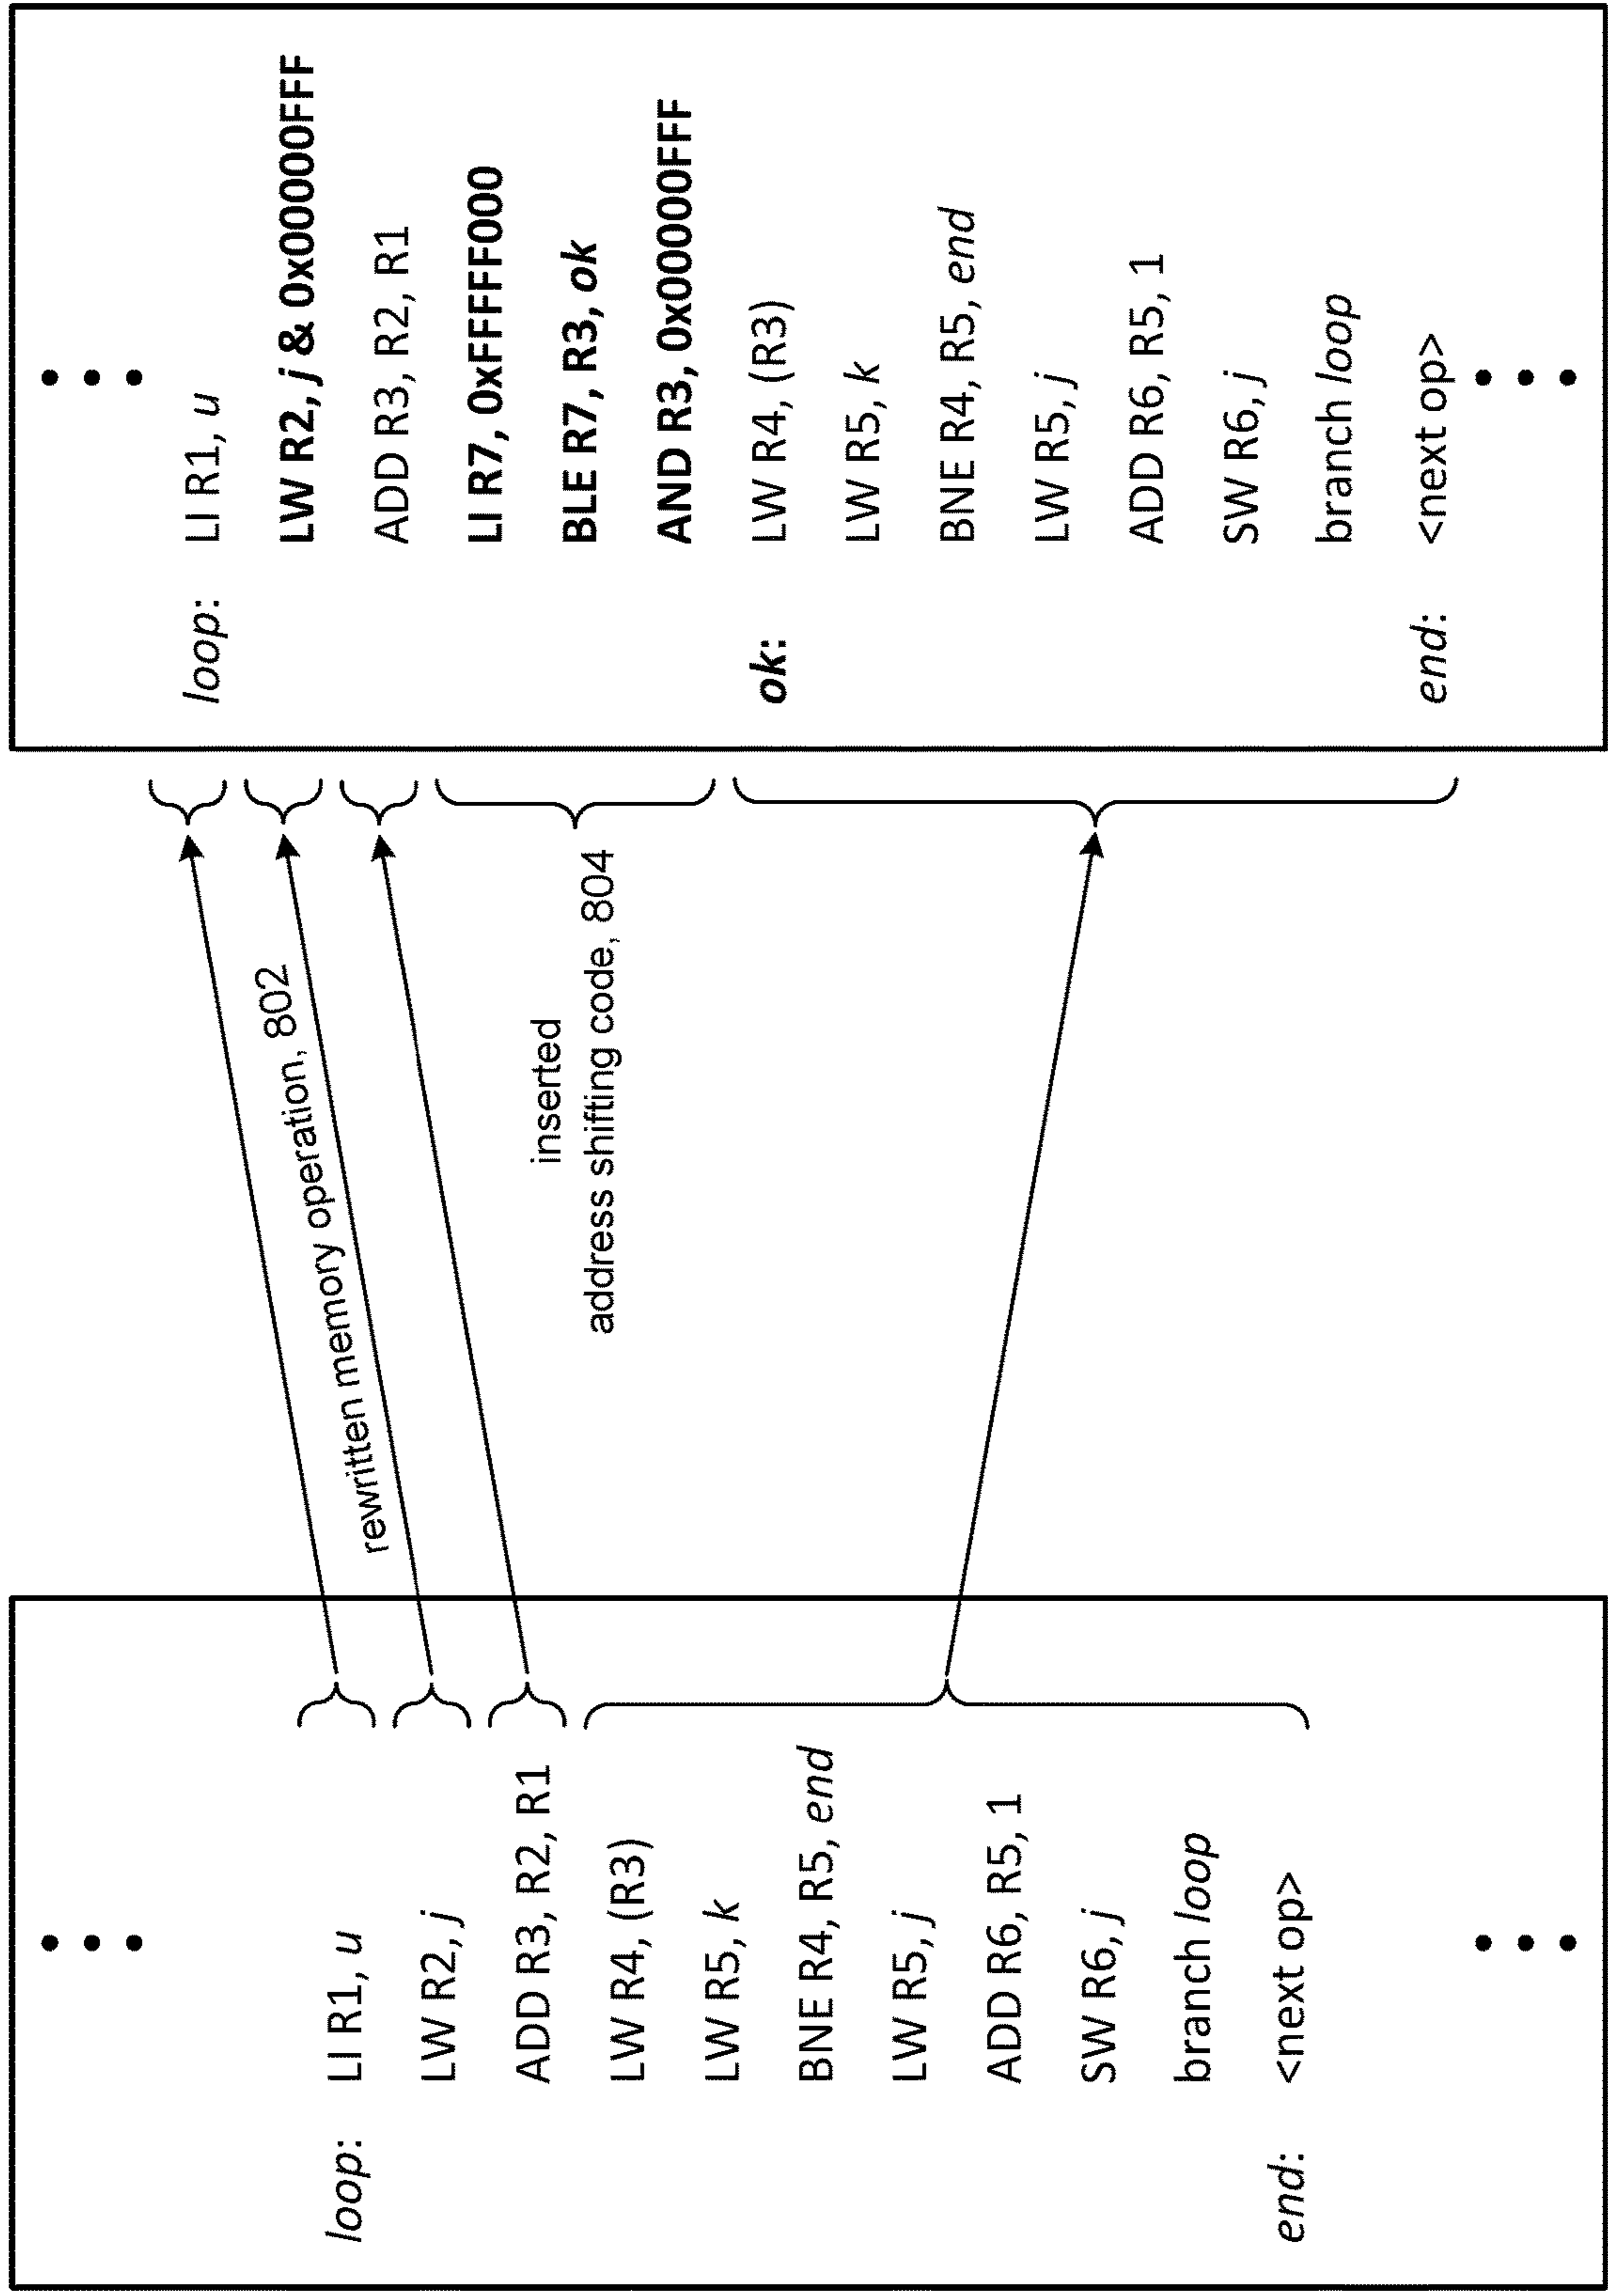 loop: LI R1, u
LW R2, j
ADD R3, R2, R1
LW R4, (R3)
LW R5, k
BNE R4, R5, end
LW R5, j
ADD R6, R5, 1
SW R6, j
branch loop
end: <next op>
rewritten memory operation, 802
inserted
address shifting code, 804
loop: LI R1, u
LW R2, j & 0x0000FFF
ADD R3, R2, R1
LI R7, 0xFFFFF000
BLE R7, R3, ok
AND R3, 0x00000FFF
ok: LW R4, (R3)
LW R5, k
BNE R4, R5, end
LW R5, j
ADD R6, R5, 1
SW R6, j
branch loop
end: <next op>